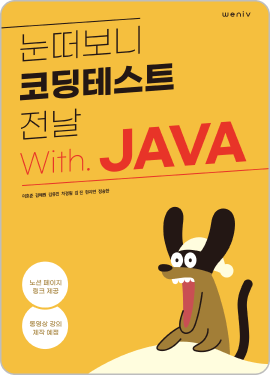 weniv
눈떠보니
코딩테스트
전날
With. JAVA
노션 페이지
링크 제공
동영상 강의
제작 예정